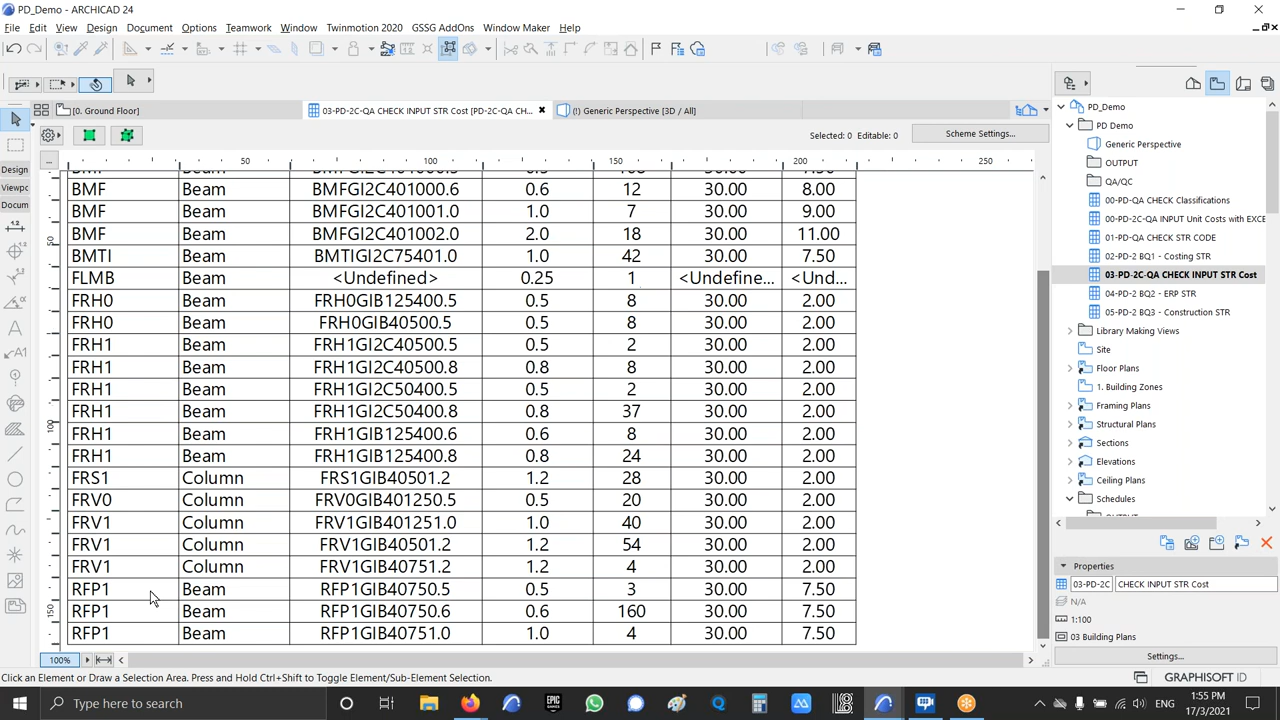 PD_Demo - ARCHICAD 24
File Edit View Design Document Options Teamwork Window Twinmotion 2020 GSSG AddOns Window Maker Help
[0. Ground Floor] 03-PD-2C-QA CHECK INPUT STR Cost [PD-2C-QA CH... (!) Generic Perspective [3D / All]
Selected: 0 Editable: 0 Scheme Settings...
... 50 100 150 200 250
BMF Beam BMFGI2C401000.6 0.6 12 30.00 8.00
BMF Beam BMFGI2C401001.0 1.0 7 30.00 9.00
BMF Beam BMFGI2C401002.0 2.0 18 30.00 11.00
BMTI Beam BMTIGI2C75401.0 1.0 42 30.00 7.50
FLMB Beam <Undefined> 0.25 1 <Undefine... <Und...
FRH0 Beam FRH0GIB125400.5 0.5 8 30.00 2.00
FRH0 Beam FRH0GIB40500.5 0.5 8 30.00 2.00
FRH1 Beam FRH1GI2C40500.5 0.5 2 30.00 2.00
FRH1 Beam FRH1GI2C40500.8 0.8 8 30.00 2.00
FRH1 Beam FRH1GI2C50400.5 0.5 2 30.00 2.00
FRH1 Beam FRH1GI2C50400.8 0.8 37 30.00 2.00
FRH1 Beam FRH1GIB125400.6 0.6 8 30.00 2.00
FRH1 Beam FRH1GIB125400.8 0.8 24 30.00 2.00
FRS1 Column FRS1GIB40501.2 1.2 28 30.00 2.00
FRV0 Column FRV0GIB401250.5 0.5 20 30.00 2.00
FRV1 Column FRV1GIB401251.0 1.0 40 30.00 2.00
FRV1 Column FRV1GIB40501.2 1.2 54 30.00 2.00
FRV1 Column FRV1GIB40751.2 1.2 4 30.00 2.00
RFP1 Beam RFP1GIB40750.5 0.5 3 30.00 7.50
RFP1 Beam RFP1GIB40750.6 0.6 160 30.00 7.50
RFP1 Beam RFP1GIB40751.0 1.0 4 30.00 7.50
50
100
150
Design
Viewpc
Docum
PD_Demo
PD Demo
Generic Perspective
OUTPUT
QA/QC
00-PD-QA CHECK Classifications
00-PD-2C-QA INPUT Unit Costs with EXCE
01-PD-QA CHECK STR CODE
02-PD-2 BQ1 - Costing STR
03-PD-2C-QA CHECK INPUT STR Cost
04-PD-2 BQ2 - ERP STR
05-PD-2 BQ3 - Construction STR
Library Making Views
Site
Floor Plans
1. Building Zones
Framing Plans
Structural Plans
Sections
Elevations
Ceiling Plans
Schedules
Properties
03-PD-2C CHECK INPUT STR Cost
N/A
1:100
03 Building Plans
Settings...
100%
Click an Element or Draw a Selection Area. Press and Hold Ctrl+Shift to Toggle Element/Sub-Element Selection.
GRAPHISOFT ID
Type here to search
EPIC GAMES
ENG
1:55 PM
17/3/2021